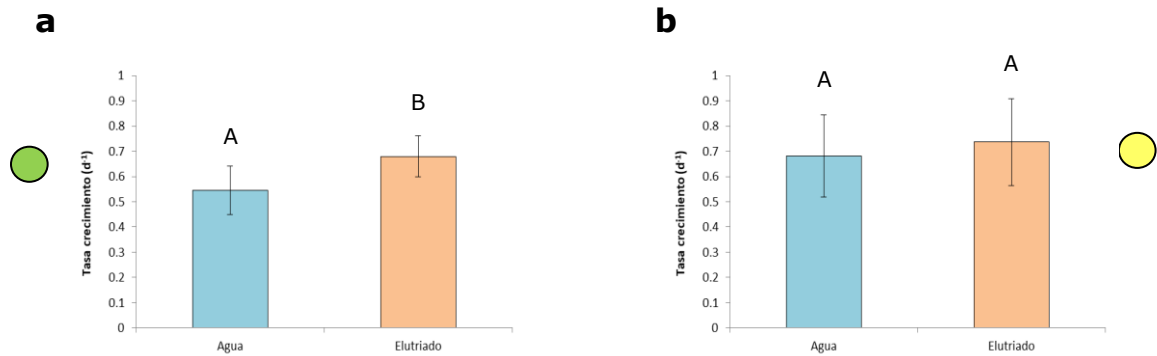 a
b
A
B
1
0.9
0.8
0.7
0.6
0.5
0.4
0.3
0.2
0.1
0
Tasa crecimiento (d⁻¹)
Agua
Elutriado
A
A
1
0.9
0.8
0.7
0.6
0.5
0.4
0.3
0.2
0.1
0
Tasa crecimiento (d⁻¹)
Agua
Elutriado